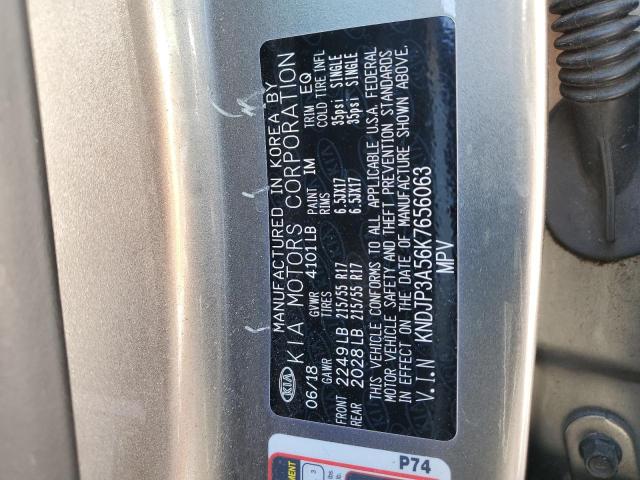 MANUFACTURED IN KOREA BY
KIA KIA MOTORS CORPORATION
06/18 GVWR 4101LB PAINT IM TRIM EQ
GAWR TIRES RIMS COLD TIRE INFL
FRONT 2249LB 215/55 R17 6.5JX17 35psi SINGLE
REAR 2028LB 215/55 R17 6.5JX17 35psi SINGLE
THIS VEHICLE CONFORMS TO ALL APPLICABLE U.S.A. FEDERAL
MOTOR VEHICLE SAFETY AND THEFT PREVENTION STANDARDS
IN EFFECT ON THE DATE OF MANUFACTURE SHOWN ABOVE.
V.I.N KNDJP3A56K7656063
MPV
P74